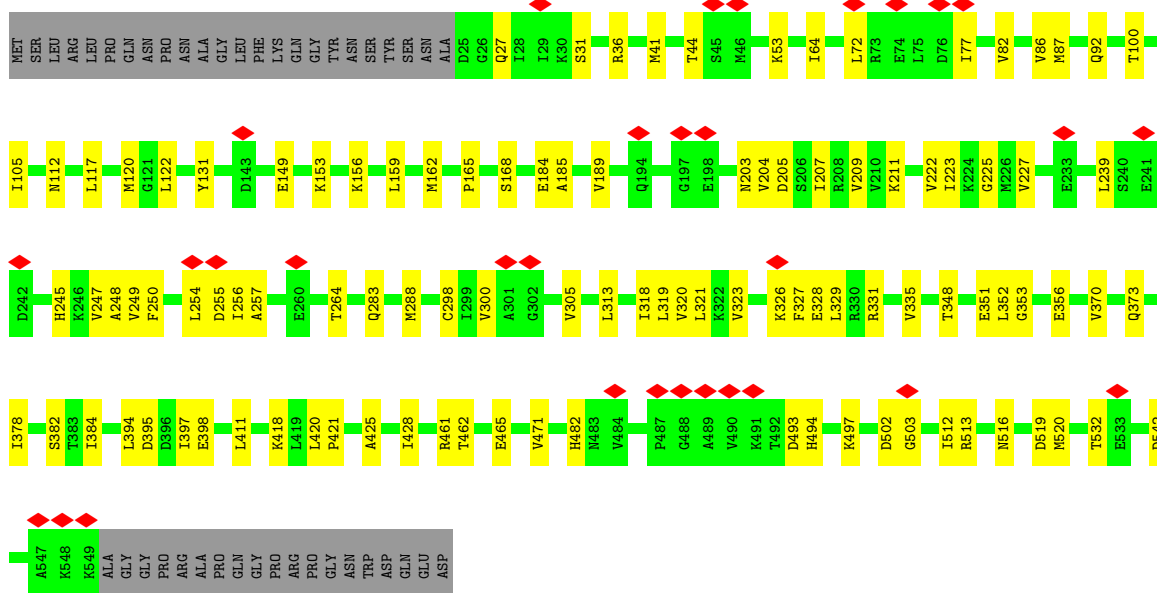 MET SER LEU ARG LEU LEU PRO GLN ASN PRO ASN ALA GLY LEU PHE LYS GLN GLY TYR ASN SER TYR SER ASN ALA D25 G26 Q27 I28 I29 K30 S31 R36 M41 T44 S45 M46 K53 I64 L72 R73 E74 L75 D76 I77 V82 V86 M87 Q92 T100
I105 N112 L117 M120 G121 L122 Y131 D143 E149 K153 K156 L159 M162 P165 S168 E184 A185 V189 Q194 G197 E198 N203 V204 D205 S206 I207 R208 V209 V210 K211 V222 I223 K224 G225 M226 V227 E233 L239 S240 E241
D242 H245 K246 V247 A248 V249 F250 L254 D255 I256 A257 E260 T264 Q283 M288 C298 I299 V300 A301 G302 V305 L313 I318 L319 V320 L321 K322 V323 K326 F327 E328 L329 R330 R331 V335 T348 E351 L352 G353 E356 V370 Q373
I378 S382 T383 I384 L394 D395 D396 I397 E398 L411 K418 L419 L420 P421 A425 I428 R461 T462 E465 V471 H482 N483 V484 P487 G488 A489 V490 K491 T492 D493 H494 K497 D502 G503 I512 R513 N516 D519 M520 T532 E533
A547 K548 K549 ALA GLY GLY PRO ARG ALA PRO GLN GLY PRO ARG PRO GLY ASN TRP ASP GLN GLU ASP